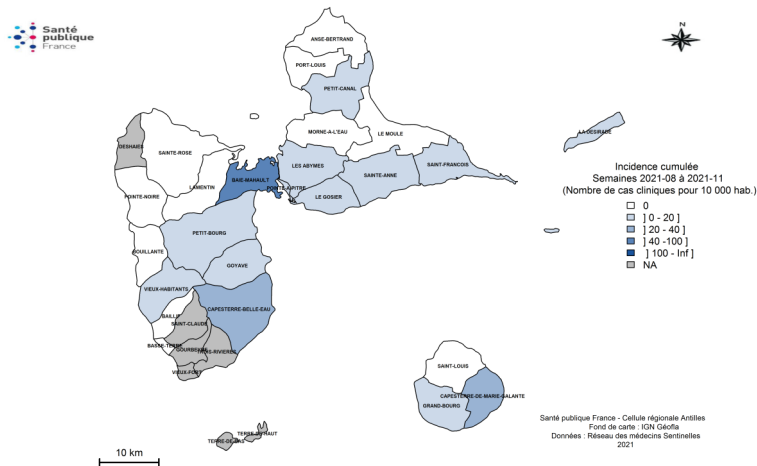 Santé
publique
France
N
ANSE-BERTRAND
PORT-LOUIS
PETIT-CANAL
MORNE-A-L'EAU
LE MOULE
LA DESIRADE
DESHAIES
SAINTE-ROSE
LES ABYMES
SAINT-FRANCOIS
SAINTE-ANNE
LAMENTIN
BAIE-MAHAULT
POINTE-A-PITRE
LE GOSIER
POINTE-NOIRE
PETIT-BOURG
BOUILLANTE
GOYAVE
VIEUX-HABITANTS
CAPESTERRE-BELLE-EAU
BAILLIF
SAINT-CLAUDE
BASSE-TERRE
GOURBEYRE
TROIS-RIVIERES
VIEUX-FORT
SAINT-LOUIS
CAPESTERRE-DE-MARIE-GALANTE
GRAND-BOURG
TERRE-DE-HAUT
TERRE-DE-BAS
Incidence cumulée
Semaines 2021-08 à 2021-11
(Nombre de cas cliniques pour 10 000 hab.)
0
] 0 - 20 ]
] 20 - 40 ]
] 40 -100 ]
] 100 - Inf ]
NA
Santé publique France - Cellule régionale Antilles
Fond de carte : IGN Géofla
Données : Réseau des médecins Sentinelles
2021
10 km